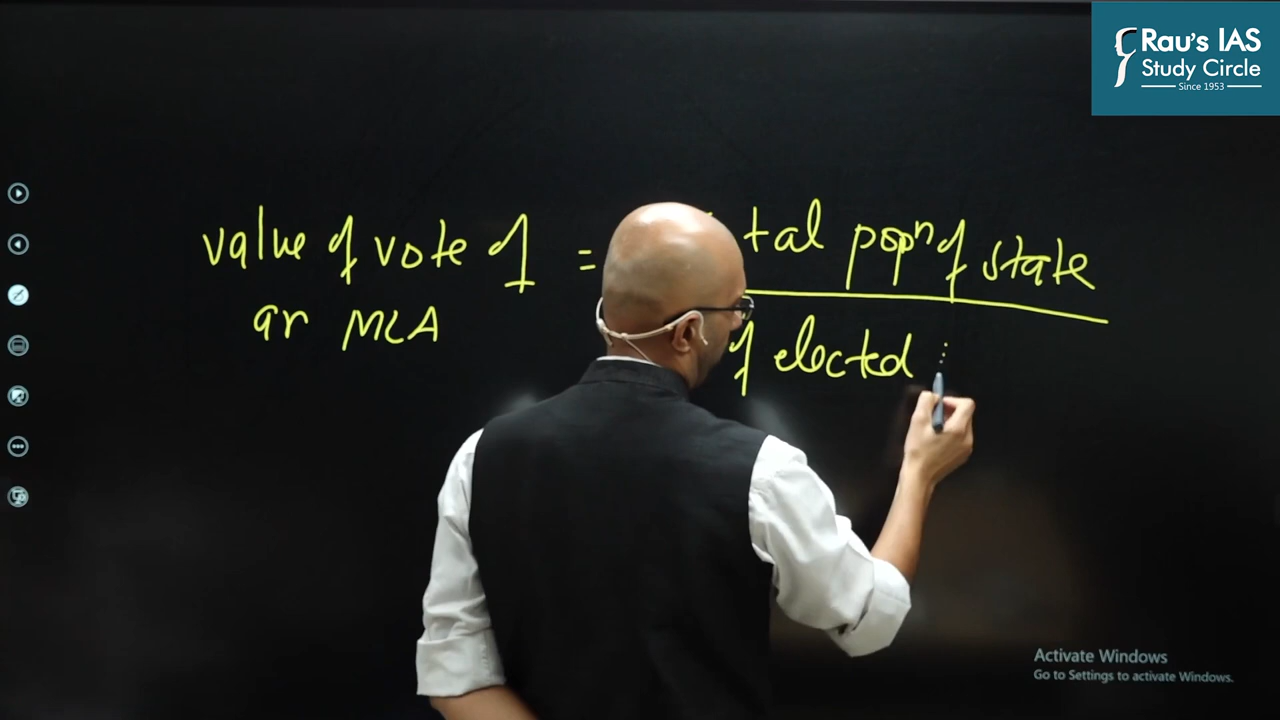 Rau's IAS
Study Circle
Since 1953
value of vote of = tal popn of state
an MLA
of elected
Activate Windows
Go to Settings to activate Windows.